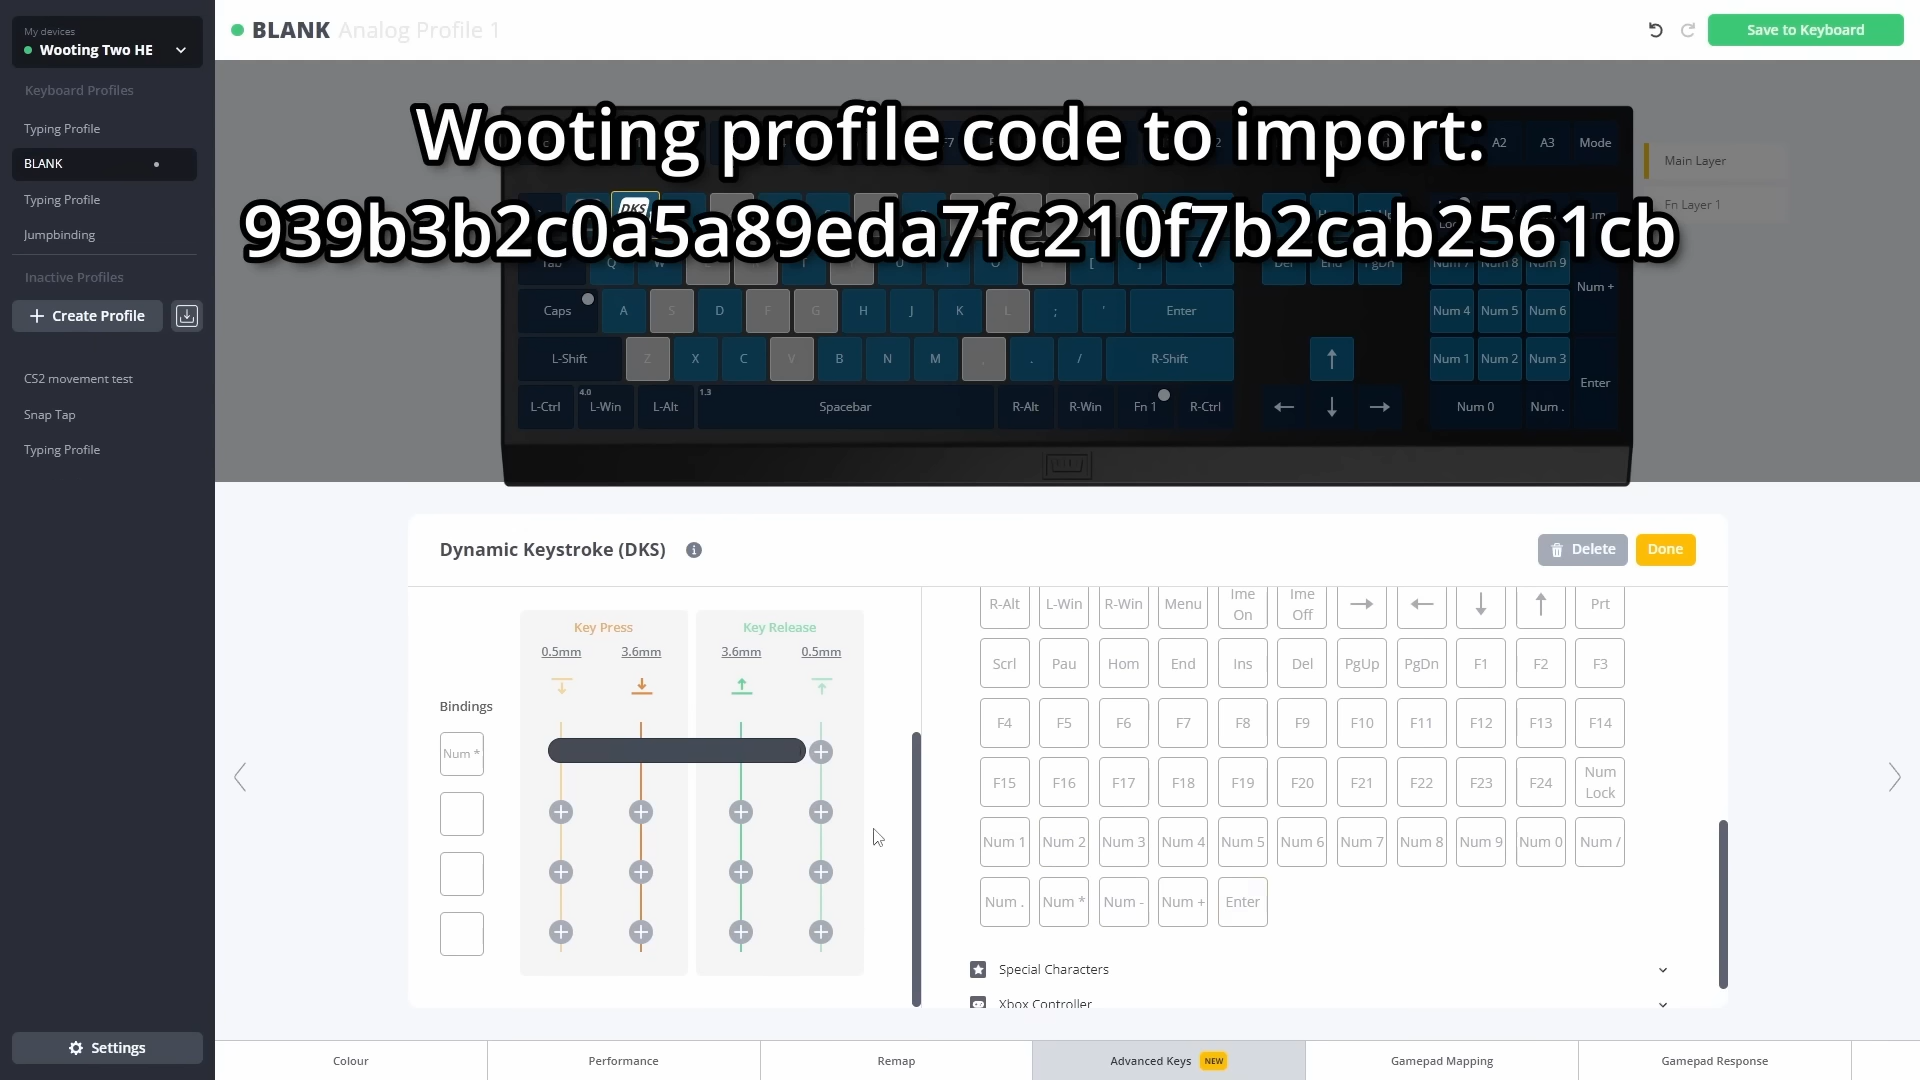 My devices
Wooting Two HE
Keyboard Profiles
Typing Profile
BLANK
Typing Profile
Jumpbinding
Inactive Profiles
Create Profile
CS2 movement test
Snap Tap
Typing Profile
Settings
BLANK Analog Profile 1
Save to Keyboard
Wooting profile code to import:
939b3b2c0a5a89eda7fc210f7b2cab2561cb
A2 A3 Mode
Main Layer
DKS
Fn Layer 1
Num 9
Num +
Caps A S D F G H J K L ; ' Enter
Num 4 Num 5 Num 6
L-Shift Z X C V B N M , . / R-Shift
Num 1 Num 2 Num 3
Enter
L-Ctrl 4.0 L-Win L-Alt 1.3 Spacebar R-Alt R-Win Fn 1 R-Ctrl
Num 0 Num .
Dynamic Keystroke (DKS)
Delete
Done
Key Press Key Release
0.5mm 3.6mm 3.6mm 0.5mm
Bindings
Num *
R-Alt L-Win R-Win Menu Ime On Ime Off Prt
Scrl Pau Hom End Ins Del PgUp PgDn F1 F2 F3
F4 F5 F6 F7 F8 F9 F10 F11 F12 F13 F14
F15 F16 F17 F18 F19 F20 F21 F22 F23 F24 Num Lock
Num 1 Num 2 Num 3 Num 4 Num 5 Num 6 Num 7 Num 8 Num 9 Num 0 Num /
Num . Num * Num - Num + Enter
Special Characters
Xbox Controller
Colour
Performance
Remap
Advanced Keys NEW
Gamepad Mapping
Gamepad Response